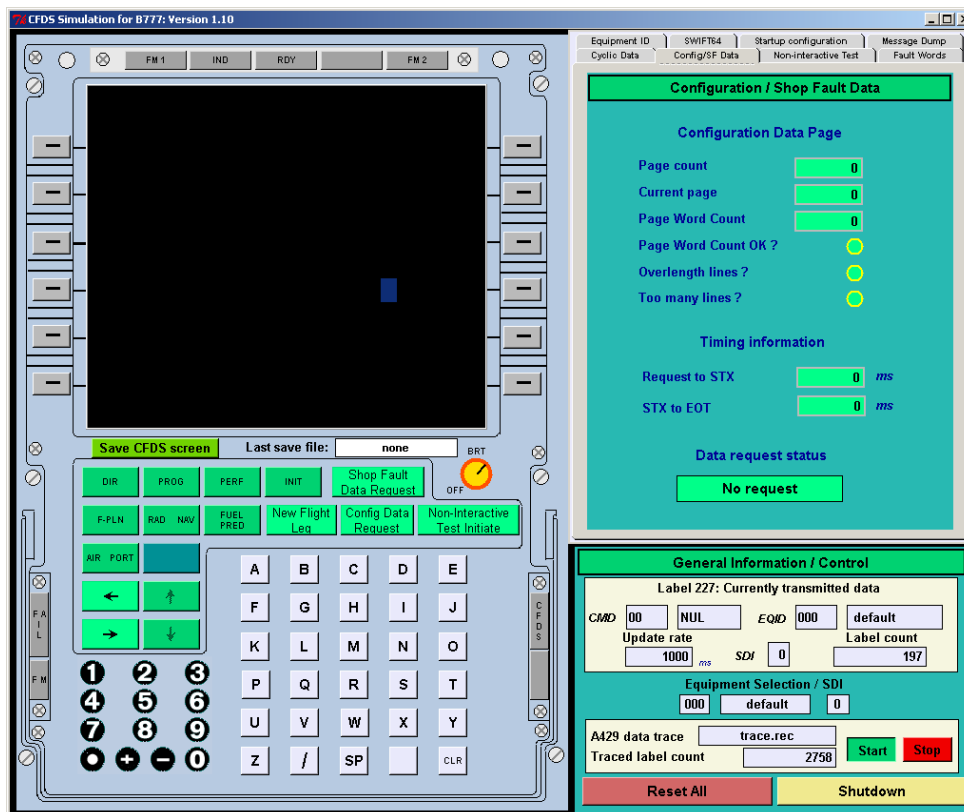 CFDS Simulation for B777: Version 1.10
FM 1
IND
RDY
FM 2
Save CFDS screen
Last save file:
none
BRT
OFF
DIR
PROG
PERF
INIT
Shop Fault
Data Request
F-PLN
RAD NAV
FUEL
PRED
New Flight
Leg
Config Data
Request
Non-Interactive
Test Initiate
AIR PORT
←
↑
→
↓
A B C D E
F G H I J
K L M N O
P Q R S T
U V W X Y
Z / SP CLR
1 2 3
4 5 6
7 8 9
● + − 0
FAIL
FM
CFDS
Equipment ID
SWIFT64
Startup configuration
Message Dump
Cyclic Data
Config/SF Data
Non-interactive Test
Fault Words
Configuration / Shop Fault Data
Configuration Data Page
Page count 0
Current page 0
Page Word Count 0
Page Word Count OK ?
Overlength lines ?
Too many lines ?
Timing information
Request to STX 0 ms
STX to EOT 0 ms
Data request status
No request
General Information / Control
Label 227: Currently transmitted data
CMD 00 NUL EQID 000 default
Update rate
Label count
1000 ms SDI 0 197
Equipment Selection / SDI
000 default 0
A429 data trace trace.rec
Traced label count 2758
Start
Stop
Reset All
Shutdown